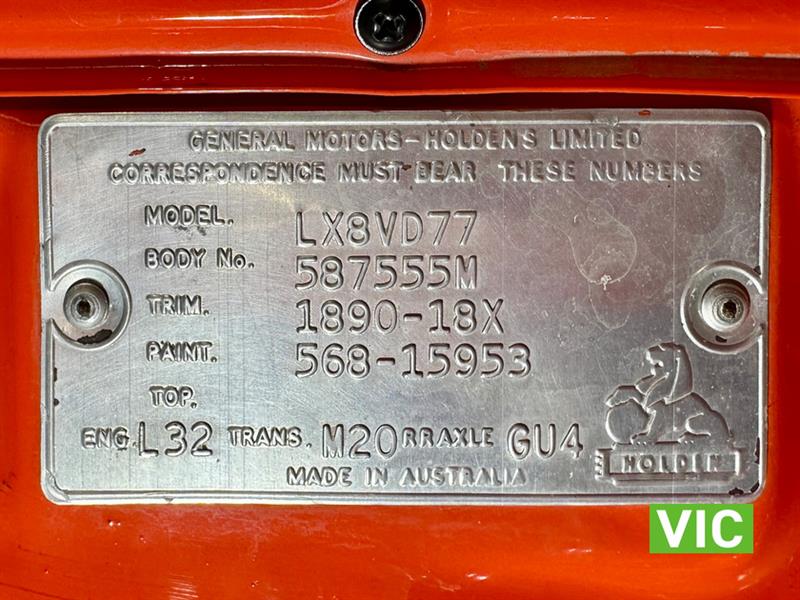 GENERAL MOTORS-HOLDEN'S LIMITED
CORRESPONDENCE MUST BEAR THESE NUMBERS
MODEL. LX8VD77
BODY No. 587555M
TRIM. 1890-18X
PAINT. 568-15953
TOP.
ENG. L32 TRANS. M20 RRAXLE GU4
HOLDEN
MADE IN AUSTRALIA
VIC